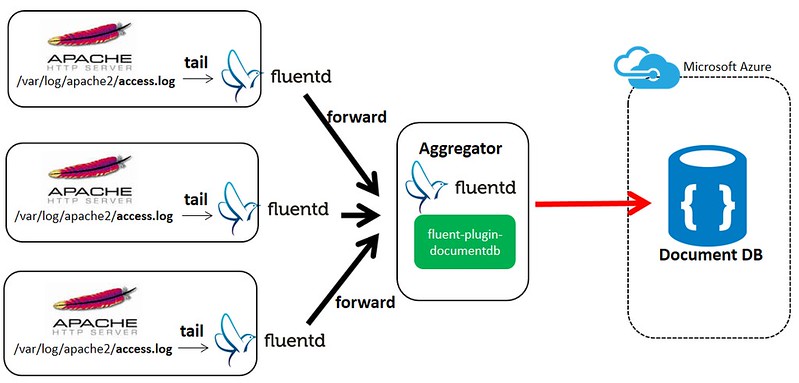 APACHE
HTTP SERVER
tail
/var/log/apache2/access.log
fluentd
forward
APACHE
HTTP SERVER
tail
/var/log/apache2/access.log
fluentd
APACHE
HTTP SERVER
tail
/var/log/apache2/access.log
fluentd
forward
Aggregator
fluentd
fluent-plugin-
documentdb
Microsoft Azure
{ }
Document DB